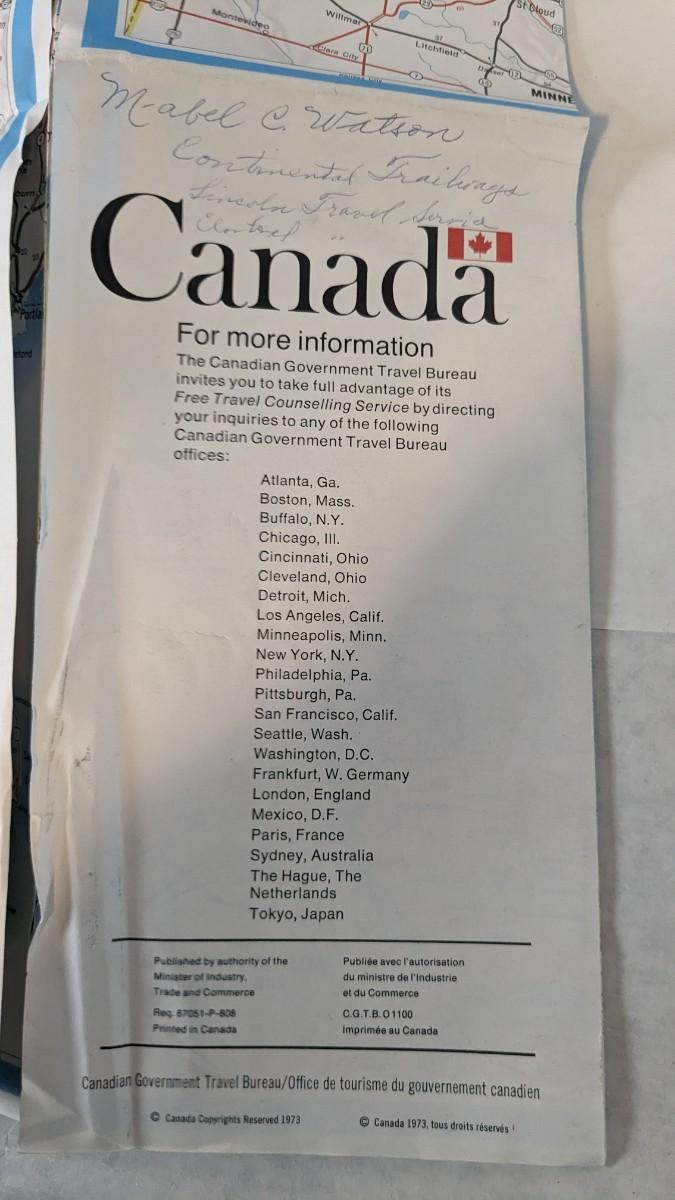 St Cloud
Willmar
Montevideo
Clara City
Litchfield
Dassel
MINNE
Mabel C. Watson
Continental Trailways
Lincoln Travel Service
Canada
For more information
The Canadian Government Travel Bureau
invites you to take full advantage of its
Free Travel Counselling Service by directing
your inquiries to any of the following
Canadian Government Travel Bureau
offices:
Atlanta, Ga.
Boston, Mass.
Buffalo, N.Y.
Chicago, Ill.
Cincinnati, Ohio
Cleveland, Ohio
Detroit, Mich.
Los Angeles, Calif.
Minneapolis, Minn.
New York, N.Y.
Philadelphia, Pa.
Pittsburgh, Pa.
San Francisco, Calif.
Seattle, Wash.
Washington, D.C.
Frankfurt, W. Germany
London, England
Mexico, D.F.
Paris, France
Sydney, Australia
The Hague, The
Netherlands
Tokyo, Japan
Published by authority of the
Minister of Industry,
Trade and Commerce
Req. 67051-P-808
Printed in Canada
Publiée avec l'autorisation
du ministre de l'Industrie
et du Commerce
C.G.T.B. 01100
Imprimée au Canada
Canadian Government Travel Bureau/Office de tourisme du gouvernement canadien
© Canada Copyrights Reserved 1973
© Canada 1973, tous droits réservés